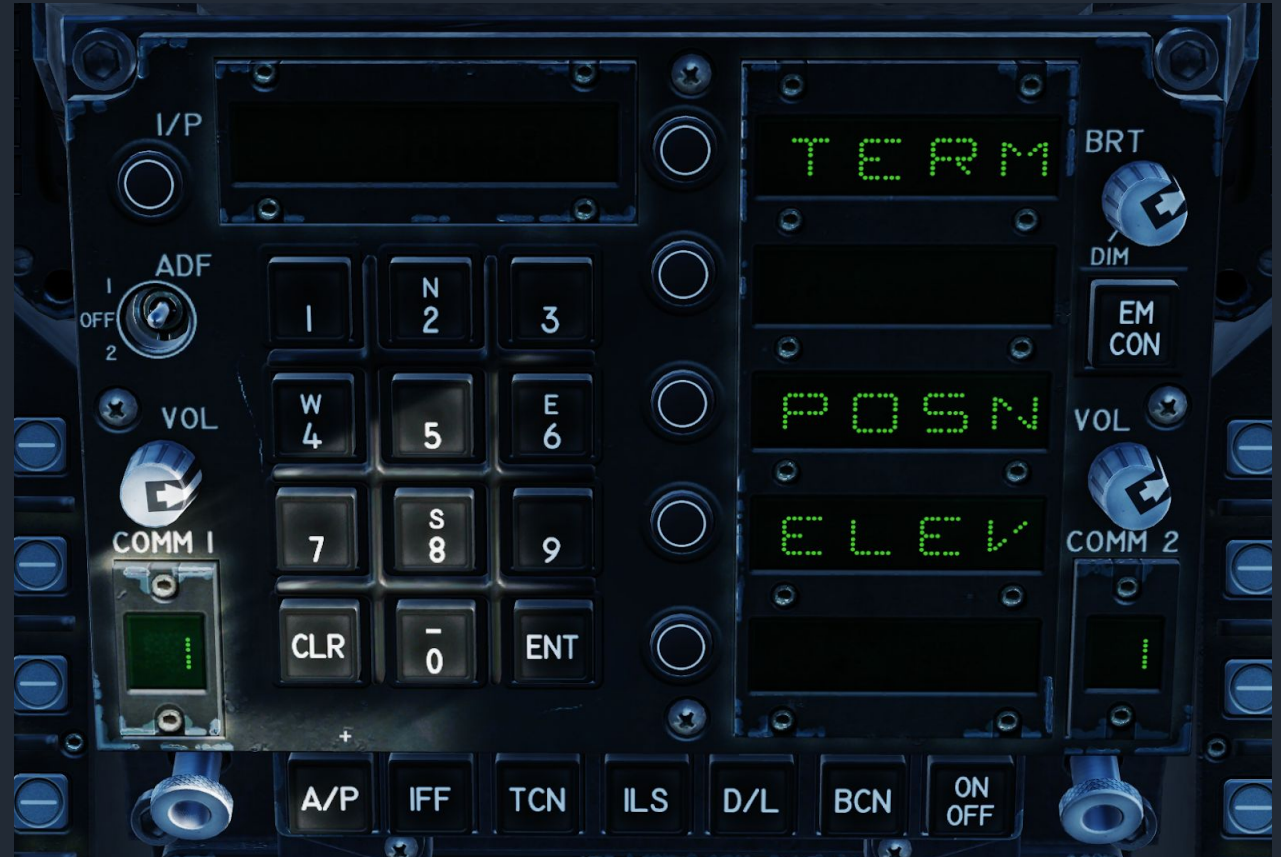 I/P
TERM
BRT
DIM
ADF
1
OFF
2
1
N
2
3
EM
CON
W
4
5
E
6
POSN
VOL
VOL
7
S
8
9
ELEV
COMM 1
COMM 2
1
CLR
-
0
ENT
1
A/P
IFF
TCN
ILS
D/L
BCN
ON
OFF